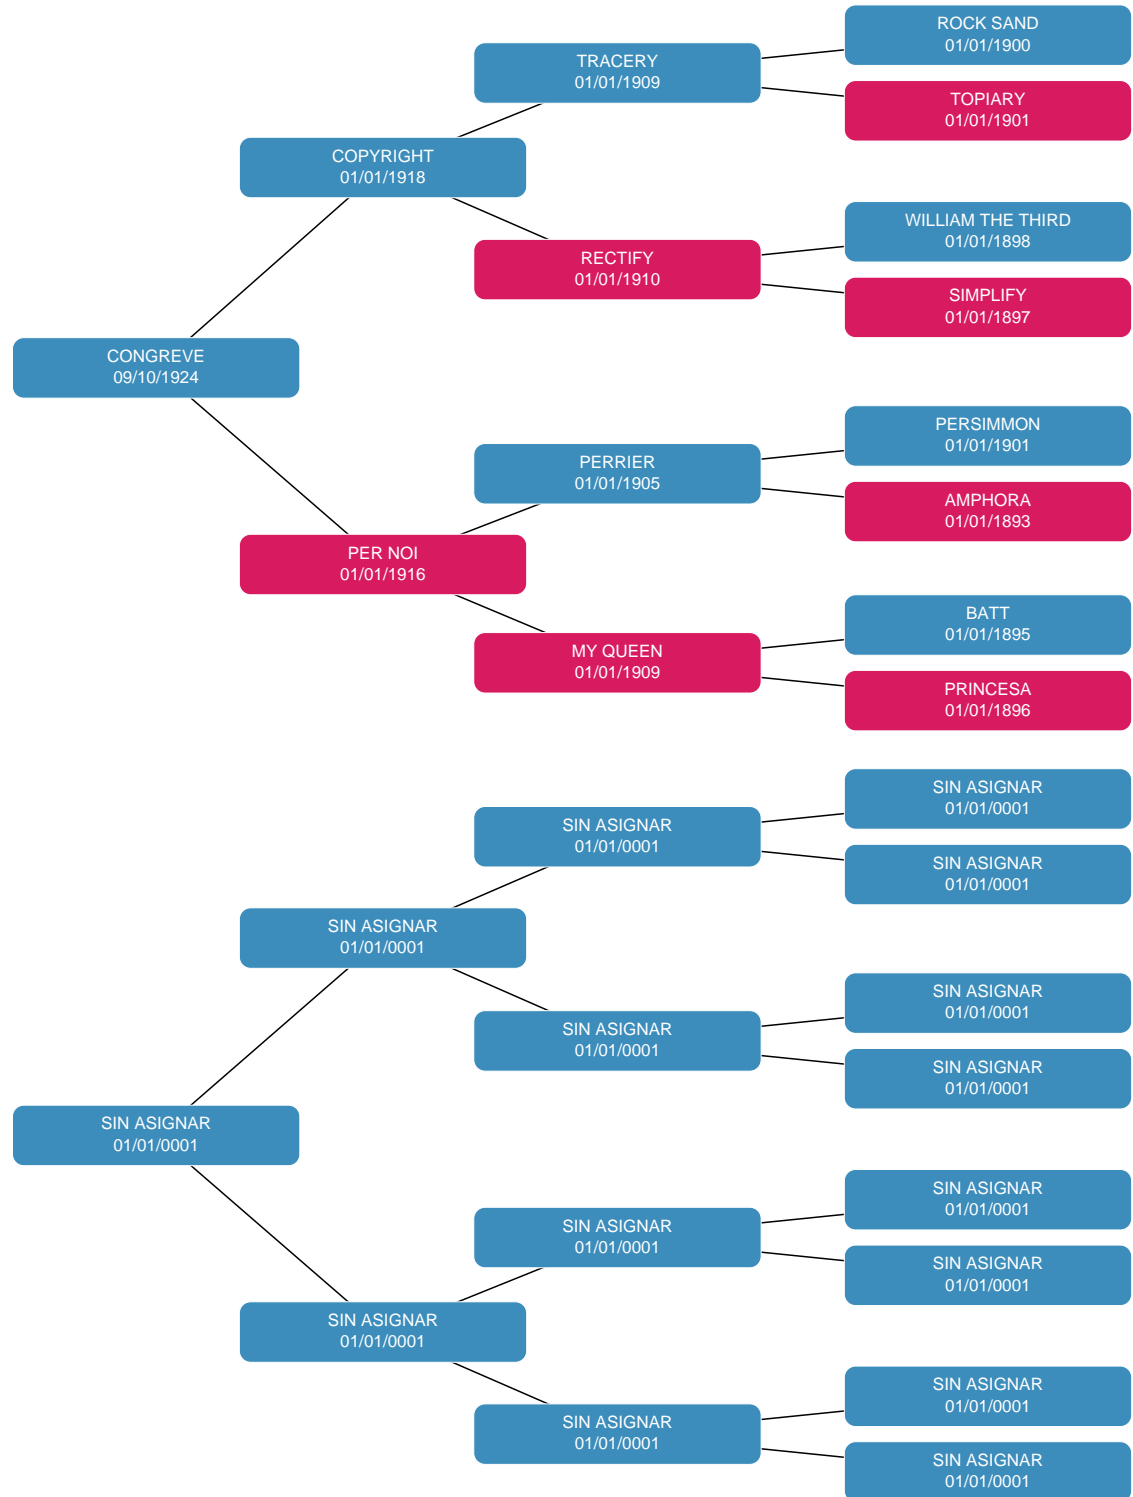 ROCK SAND
01/01/1900
TRACERY
01/01/1909
TOPIARY
01/01/1901
COPYRIGHT
01/01/1918
WILLIAM THE THIRD
01/01/1898
RECTIFY
01/01/1910
SIMPLIFY
01/01/1897
CONGREVE
09/10/1924
PERSIMMON
01/01/1901
PERRIER
01/01/1905
AMPHORA
01/01/1893
PER NOI
01/01/1916
BATT
01/01/1895
MY QUEEN
01/01/1909
PRINCESA
01/01/1896
SIN ASIGNAR
01/01/0001
SIN ASIGNAR
01/01/0001
SIN ASIGNAR
01/01/0001
SIN ASIGNAR
01/01/0001
SIN ASIGNAR
01/01/0001
SIN ASIGNAR
01/01/0001
SIN ASIGNAR
01/01/0001
SIN ASIGNAR
01/01/0001
SIN ASIGNAR
01/01/0001
SIN ASIGNAR
01/01/0001
SIN ASIGNAR
01/01/0001
SIN ASIGNAR
01/01/0001
SIN ASIGNAR
01/01/0001
SIN ASIGNAR
01/01/0001
SIN ASIGNAR
01/01/0001